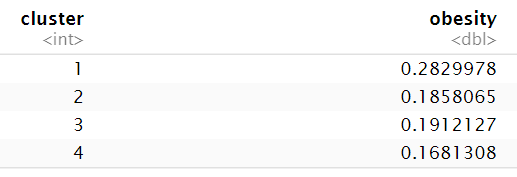 cluster obesity
<int> <dbl>
1 0.2829978
2 0.1858065
3 0.1912127
4 0.1681308